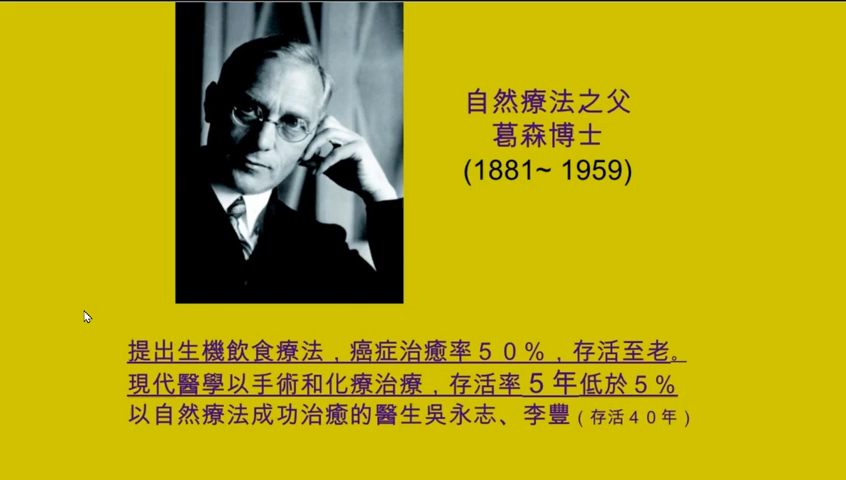 自然療法之父
葛森博士
(1881~ 1959)
提出生機飲食療法，癌症治癒率５０%，存活至老。
現代醫學以手術和化療治療，存活率５年低於５%
以自然療法成功治癒的醫生吳永志、李豐（存活４０年）